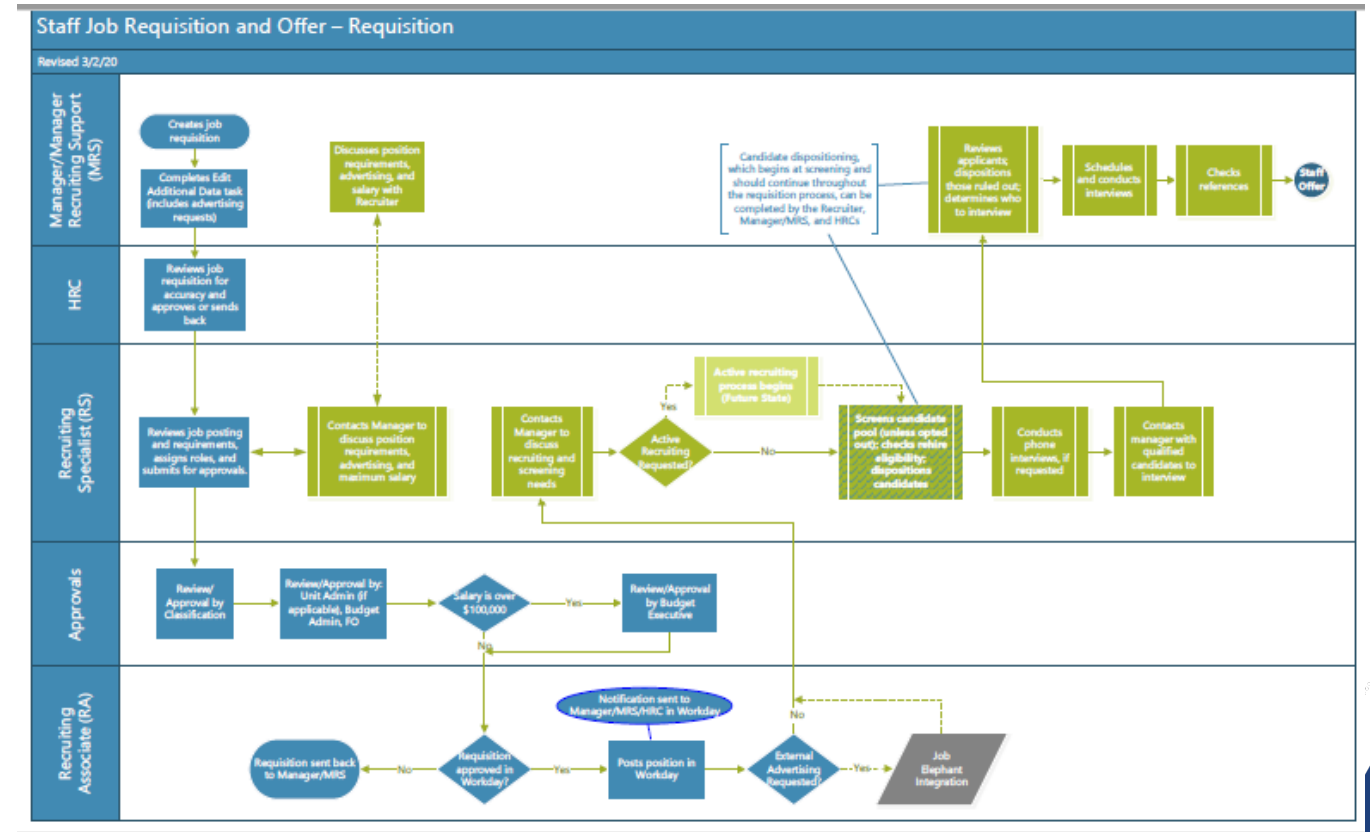 Staff Job Requisition and Offer – Requisition
Revised 3/2/20
Manager/Manager
Recruiting Support
(MRS)
Creates job
requisition
Completes Edit
Additional Data task
(includes advertising
requests)
Discusses position
requirements,
advertising, and
salary with
Recruiter
Candidate dispositioning,
which begins at screening and
should continue throughout
the requisition process, can be
completed by the Recruiter,
Manager/MRS, and HRCs
Reviews
applicants;
dispositions
those ruled out;
determines who
to interview
Schedules
and conducts
interviews
Checks
references
Staff
Offer
HRC
Reviews job
requisition for
accuracy and
approves or sends
back
Recruiting
Specialist (RS)
Reviews job posting
and requirements,
assigns roles, and
submits for approvals.
Contacts Manager to
discuss position
requirements,
advertising, and
maximum salary
Contacts
Manager to
discuss
recruiting and
screening
needs
Active
Recruiting
Requested?
Yes
No
Active recruiting
process begins
(Future State)
Screens candidate
pool (unless opted
out); checks rehire
eligibility;
dispositions
candidates
Conducts
phone
interviews, if
requested
Contacts
manager with
qualified
candidates to
interview
Approvals
Review/
Approval by
Classification
Review/Approval by:
Unit Admin (if
applicable), Budget
Admin, FO
Salary is over
$100,000
Yes
No
Review/Approval
by Budget
Executive
Recruiting
Associate (RA)
Requisition sent back
to Manager/MRS
No
Requisition
approved in
Workday?
Yes
Notification sent to
Manager/MRS/HRC in Workday
Posts position in
Workday
External
Advertising
Requested?
No
Yes
Job
Elephant
Integration